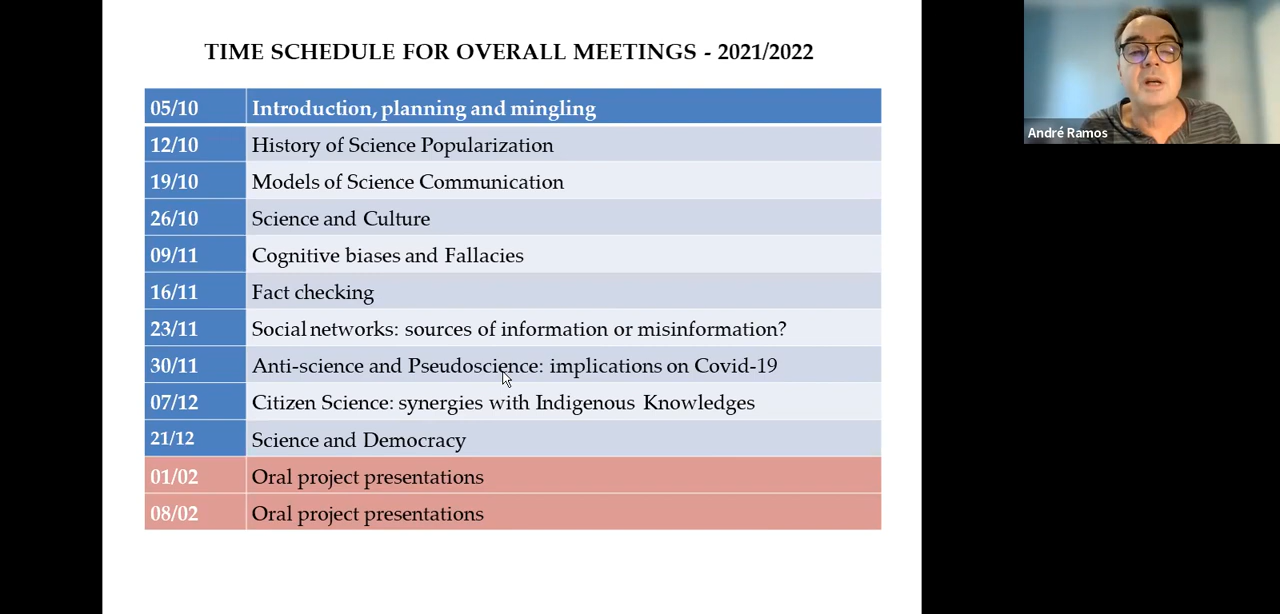 TIME SCHEDULE FOR OVERALL MEETINGS - 2021/2022
05/10 Introduction, planning and mingling
12/10 History of Science Popularization
19/10 Models of Science Communication
26/10 Science and Culture
09/11 Cognitive biases and Fallacies
16/11 Fact checking
23/11 Social networks: sources of information or misinformation?
30/11 Anti-science and Pseudoscience: implications on Covid-19
07/12 Citizen Science: synergies with Indigenous Knowledges
21/12 Science and Democracy
01/02 Oral project presentations
08/02 Oral project presentations
André Ramos